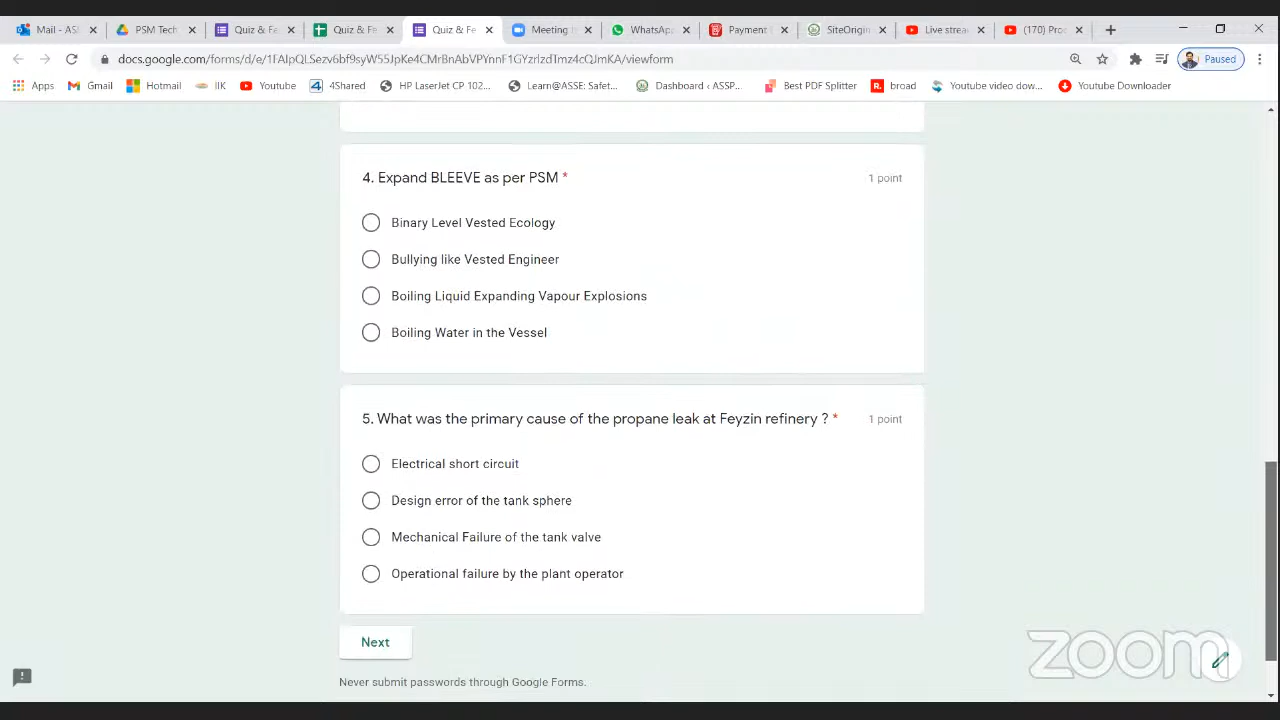 Mail - ASI
PSM Tech
Quiz & Fe
Quiz & Fe
Quiz & Fe
Meeting
WhatsAp
Payment
SiteOrigin
Live strea
(170) Pro
docs.google.com/forms/d/e/
/viewform
Paused
Apps
Gmail
Hotmail
IIK
Youtube
4Shared
HP LaserJet CP 102...
Learn@ASSE: Safet...
Dashboard ‹ ASSP...
Best PDF Splitter
broad
Youtube video dow...
Youtube Downloader
4. Expand BLEEVE as per PSM *
1 point
Binary Level Vested Ecology
Bullying like Vested Engineer
Boiling Liquid Expanding Vapour Explosions
Boiling Water in the Vessel
5. What was the primary cause of the propane leak at Feyzin refinery ? *
1 point
Electrical short circuit
Design error of the tank sphere
Mechanical Failure of the tank valve
Operational failure by the plant operator
Next
Never submit passwords through Google Forms.
zoom